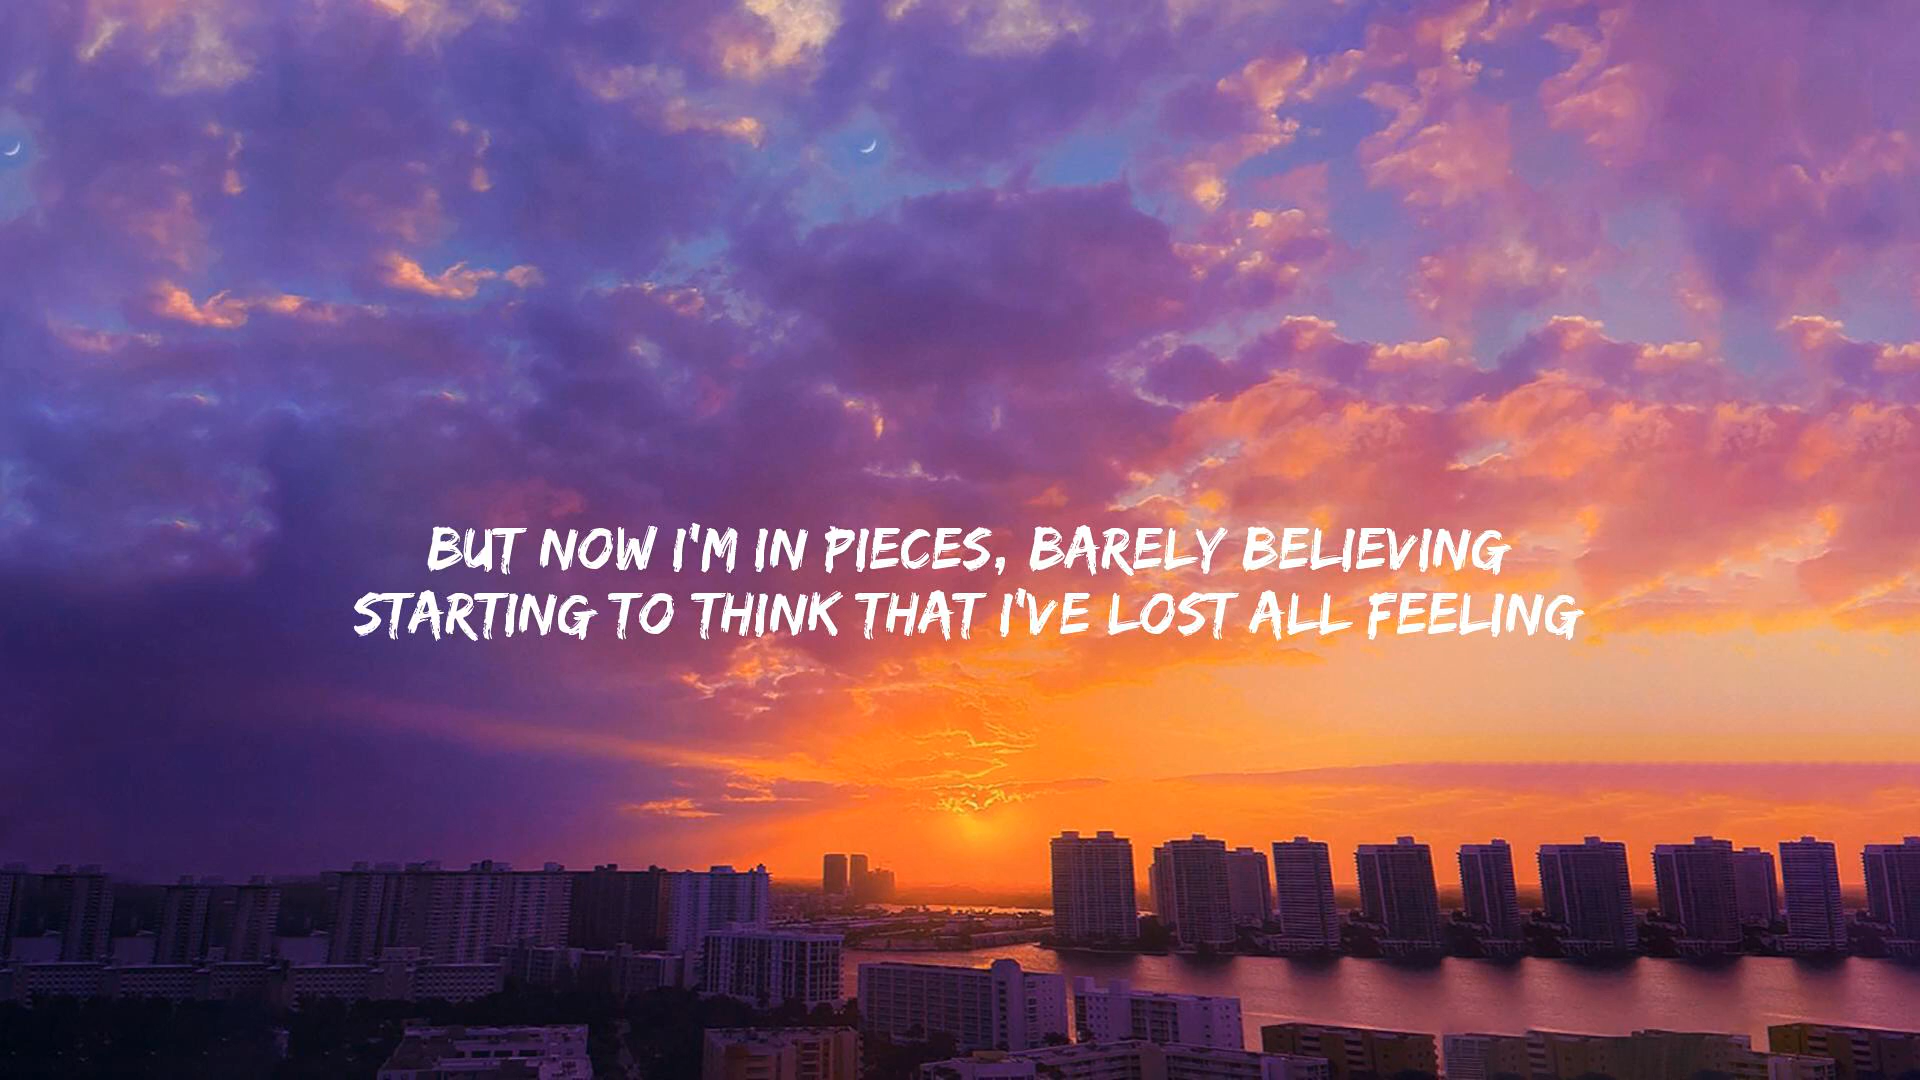 BUT NOW I'M IN PIECES, BARELY BELIEVING
STARTING TO THINK THAT I'VE LOST ALL FEELING